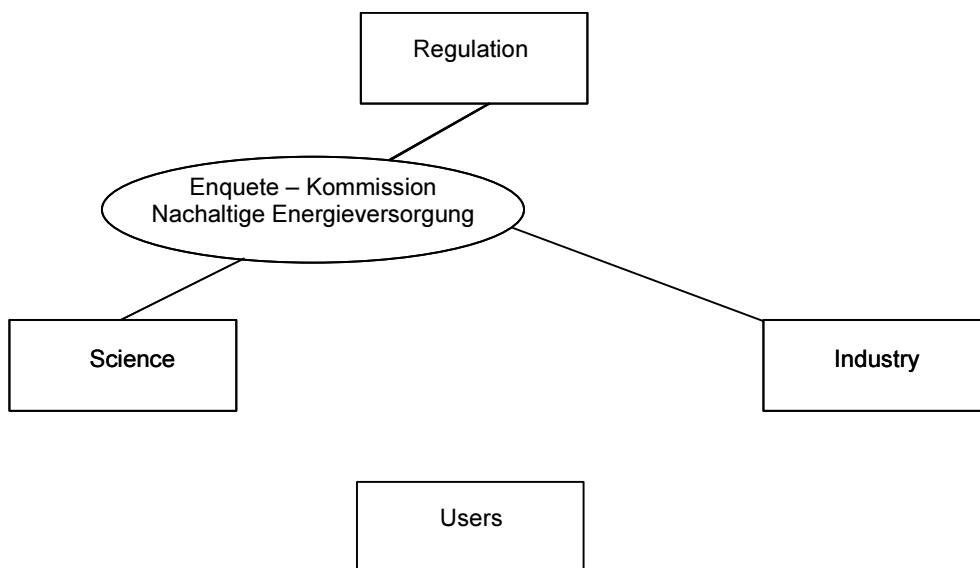 Regulation
Enquete – Kommission
Nachaltige Energieversorgung
Science
Industry
Users